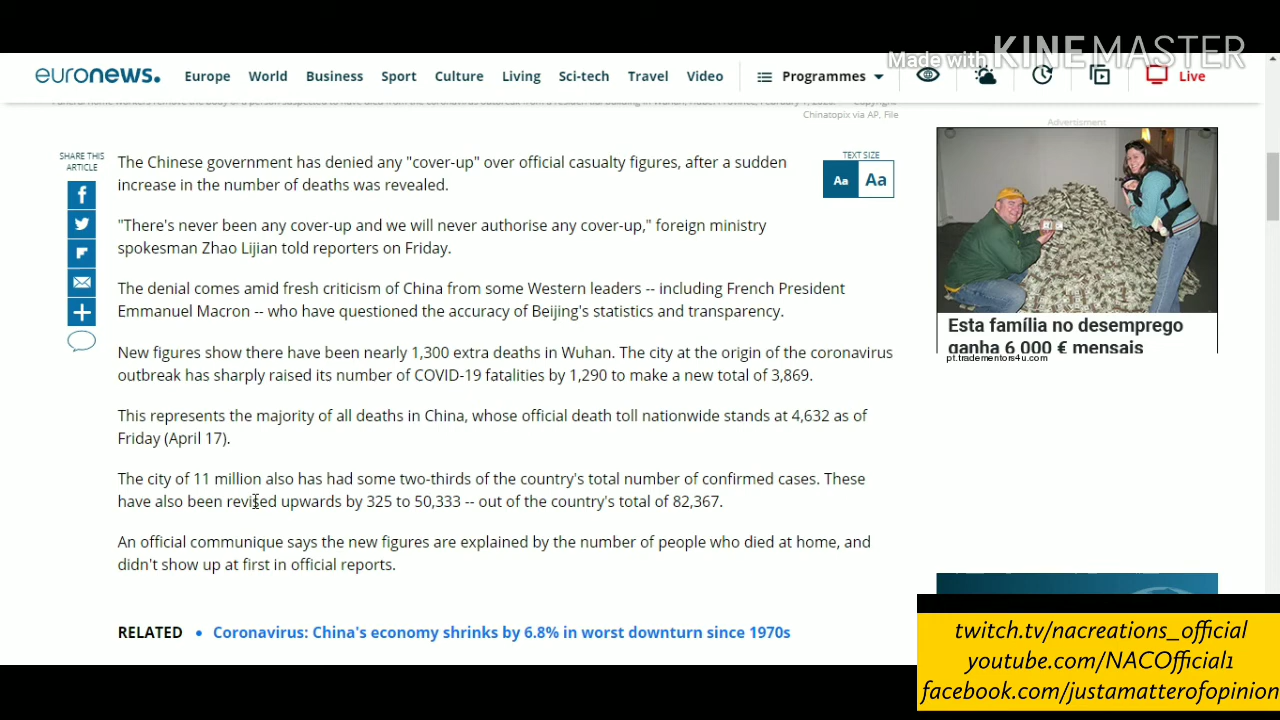 Made with KINEMASTER
euronews.
Europe World Business Sport Culture Living Sci-tech Travel Video Programmes Live
Chinatopix via AP, File
Advertisment
SHARE THIS
ARTICLE
TEXT SIZE
Aa Aa
The Chinese government has denied any "cover-up" over official casualty figures, after a sudden
increase in the number of deaths was revealed.
"There's never been any cover-up and we will never authorise any cover-up," foreign ministry
spokesman Zhao Lijian told reporters on Friday.
The denial comes amid fresh criticism of China from some Western leaders -- including French President
Emmanuel Macron -- who have questioned the accuracy of Beijing's statistics and transparency.
New figures show there have been nearly 1,300 extra deaths in Wuhan. The city at the origin of the coronavirus
outbreak has sharply raised its number of COVID-19 fatalities by 1,290 to make a new total of 3,869.
This represents the majority of all deaths in China, whose official death toll nationwide stands at 4,632 as of
Friday (April 17).
The city of 11 million also has had some two-thirds of the country's total number of confirmed cases. These
have also been revised upwards by 325 to 50,333 -- out of the country's total of 82,367.
An official communique says the new figures are explained by the number of people who died at home, and
didn't show up at first in official reports.
RELATED • Coronavirus: China's economy shrinks by 6.8% in worst downturn since 1970s
Esta família no desemprego
ganha 6 000 € mensais
pt.tradementors4u.com
twitch.tv/nacreations_official
youtube.com/NACOfficial1
facebook.com/justamatterofopinion